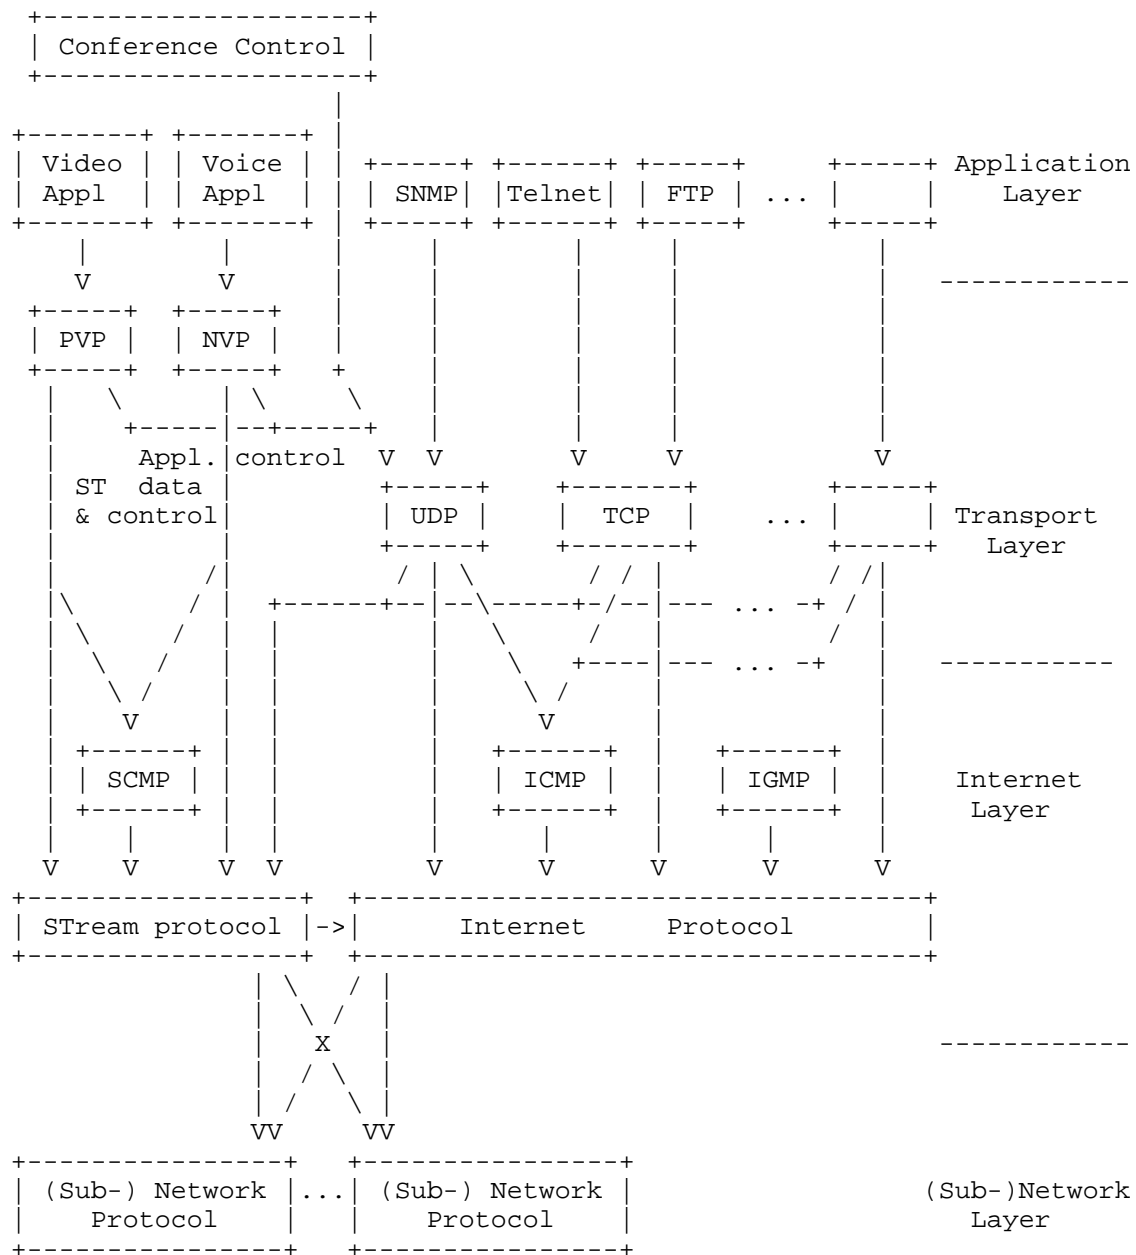 Conference Control
Video Voice Application
Appl Appl SNMP Telnet FTP ... Layer
PVP NVP
Appl. control
ST data
& control UDP TCP ... Transport
Layer
...
...
SCMP ICMP IGMP Internet
Layer
STream protocol -> Internet Protocol
X
(Sub-) Network ... (Sub-) Network (Sub-)Network
Protocol Protocol Layer